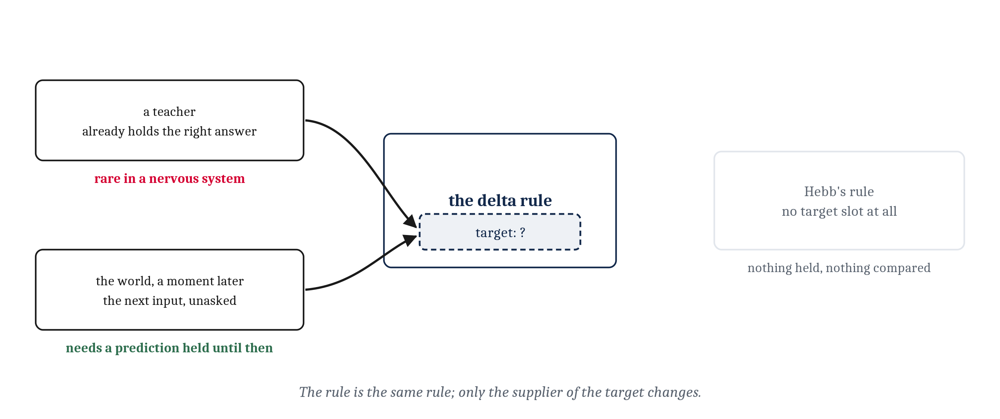 a teacher
already holds the right answer
rare in a nervous system
the world, a moment later
the next input, unasked
needs a prediction held until then
the delta rule
target: ?
Hebb's rule
no target slot at all
nothing held, nothing compared
The rule is the same rule; only the supplier of the target changes.